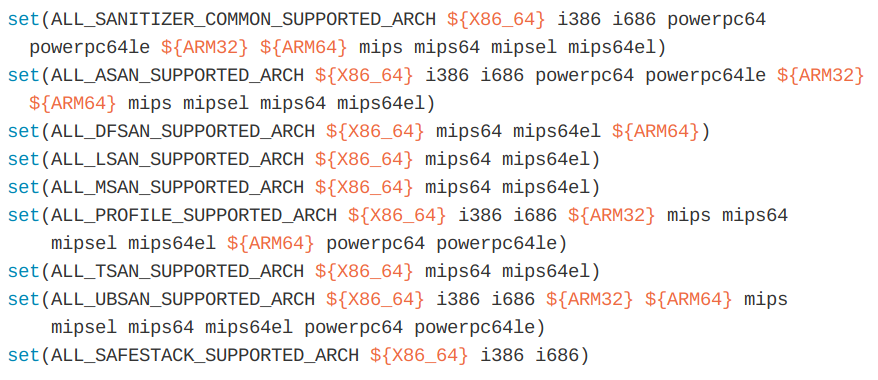 set(ALL_SANITIZER_COMMON_SUPPORTED_ARCH ${X86_64} i386 i686 powerpc64
powerpc64le ${ARM32} ${ARM64} mips mips64 mipsel mips64el)
set(ALL_ASAN_SUPPORTED_ARCH ${X86_64} i386 i686 powerpc64 powerpc64le ${ARM32}
${ARM64} mips mipsel mips64 mips64el)
set(ALL_DFSAN_SUPPORTED_ARCH ${X86_64} mips64 mips64el ${ARM64})
set(ALL_LSAN_SUPPORTED_ARCH ${X86_64} mips64 mips64el)
set(ALL_MSAN_SUPPORTED_ARCH ${X86_64} mips64 mips64el)
set(ALL_PROFILE_SUPPORTED_ARCH ${X86_64} i386 i686 ${ARM32} mips mips64
mipsel mips64el ${ARM64} powerpc64 powerpc64le)
set(ALL_TSAN_SUPPORTED_ARCH ${X86_64} mips64 mips64el)
set(ALL_UBSAN_SUPPORTED_ARCH ${X86_64} i386 i686 ${ARM32} ${ARM64} mips
mipsel mips64 mips64el powerpc64 powerpc64le)
set(ALL_SAFESTACK_SUPPORTED_ARCH ${X86_64} i386 i686)